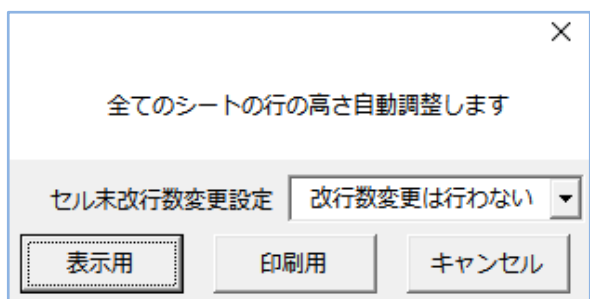 全てのシートの行の高さ自動調整します
セル末改行数変更設定 改行数変更は行わない
表示用 印刷用 キャンセル